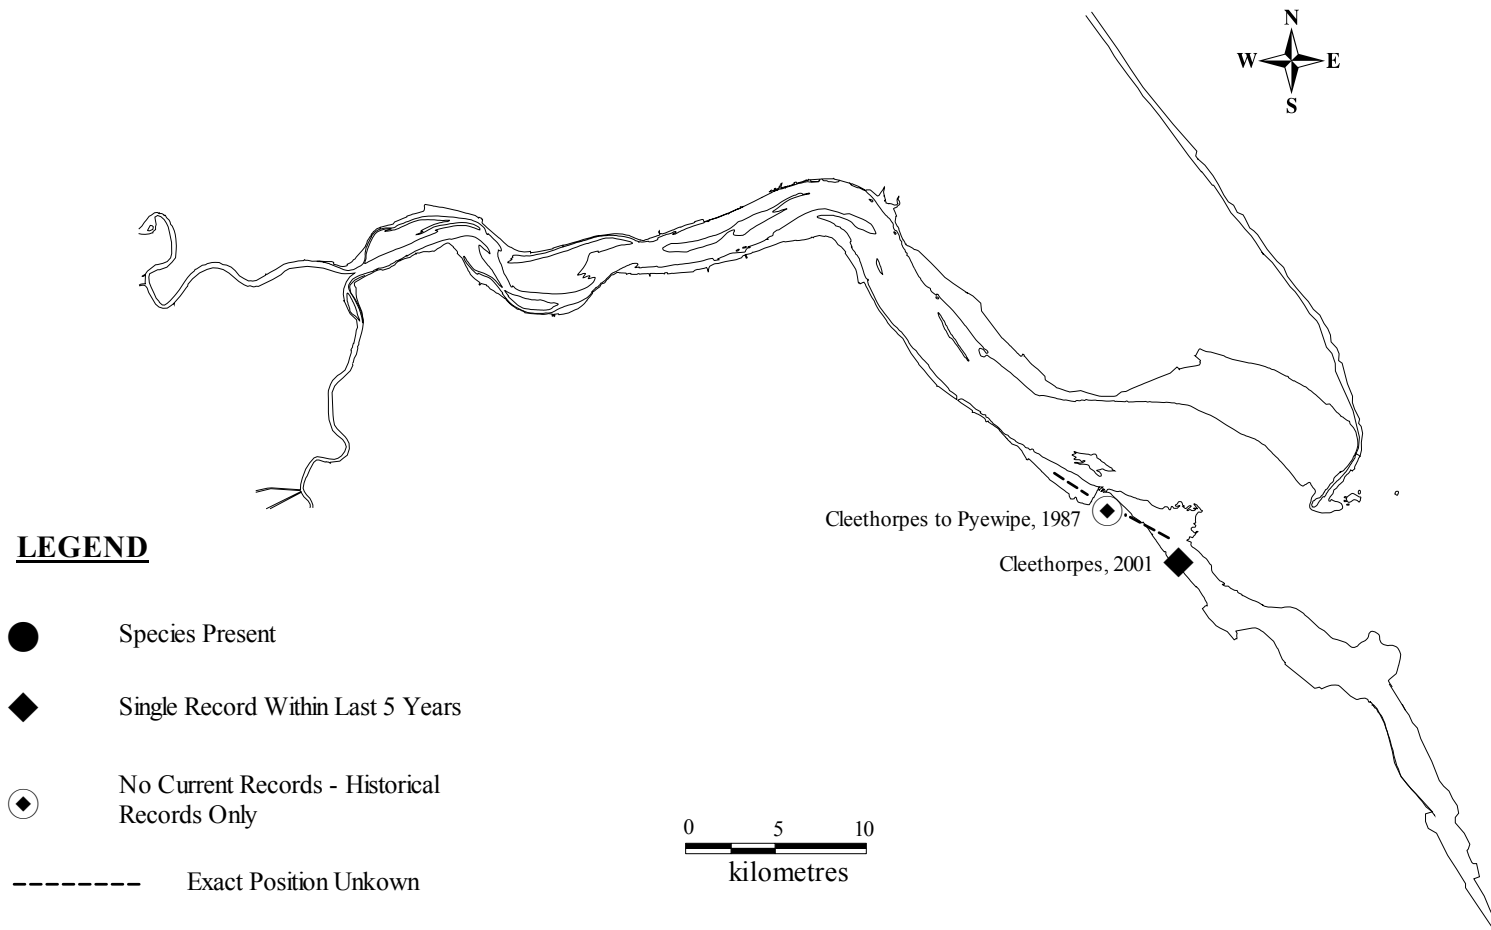 N
W E
S
Cleethorpes to Pyewipe, 1987
Cleethorpes, 2001
LEGEND
Species Present
Single Record Within Last 5 Years
No Current Records - Historical
Records Only
Exact Position Unkown
0 5 10
kilometres